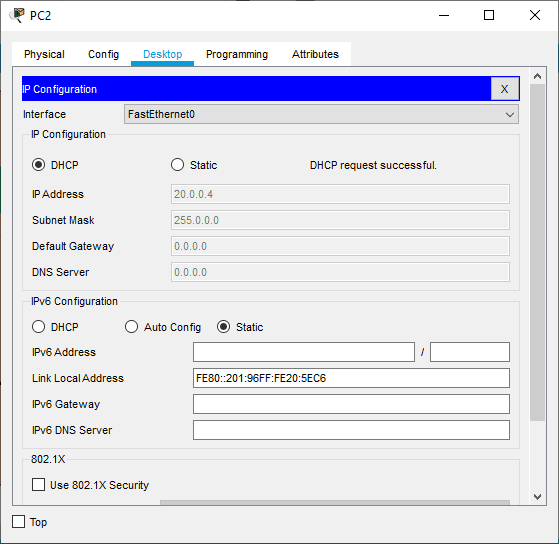 PC2
Physical Config Desktop Programming Attributes
IP Configuration X
Interface FastEthernet0
IP Configuration
DHCP Static DHCP request successful.
IP Address 20.0.0.4
Subnet Mask 255.0.0.0
Default Gateway 0.0.0.0
DNS Server 0.0.0.0
IPv6 Configuration
DHCP Auto Config Static
IPv6 Address /
Link Local Address FE80::201:96FF:FE20:5EC6
IPv6 Gateway
IPv6 DNS Server
802.1X
Use 802.1X Security
Top